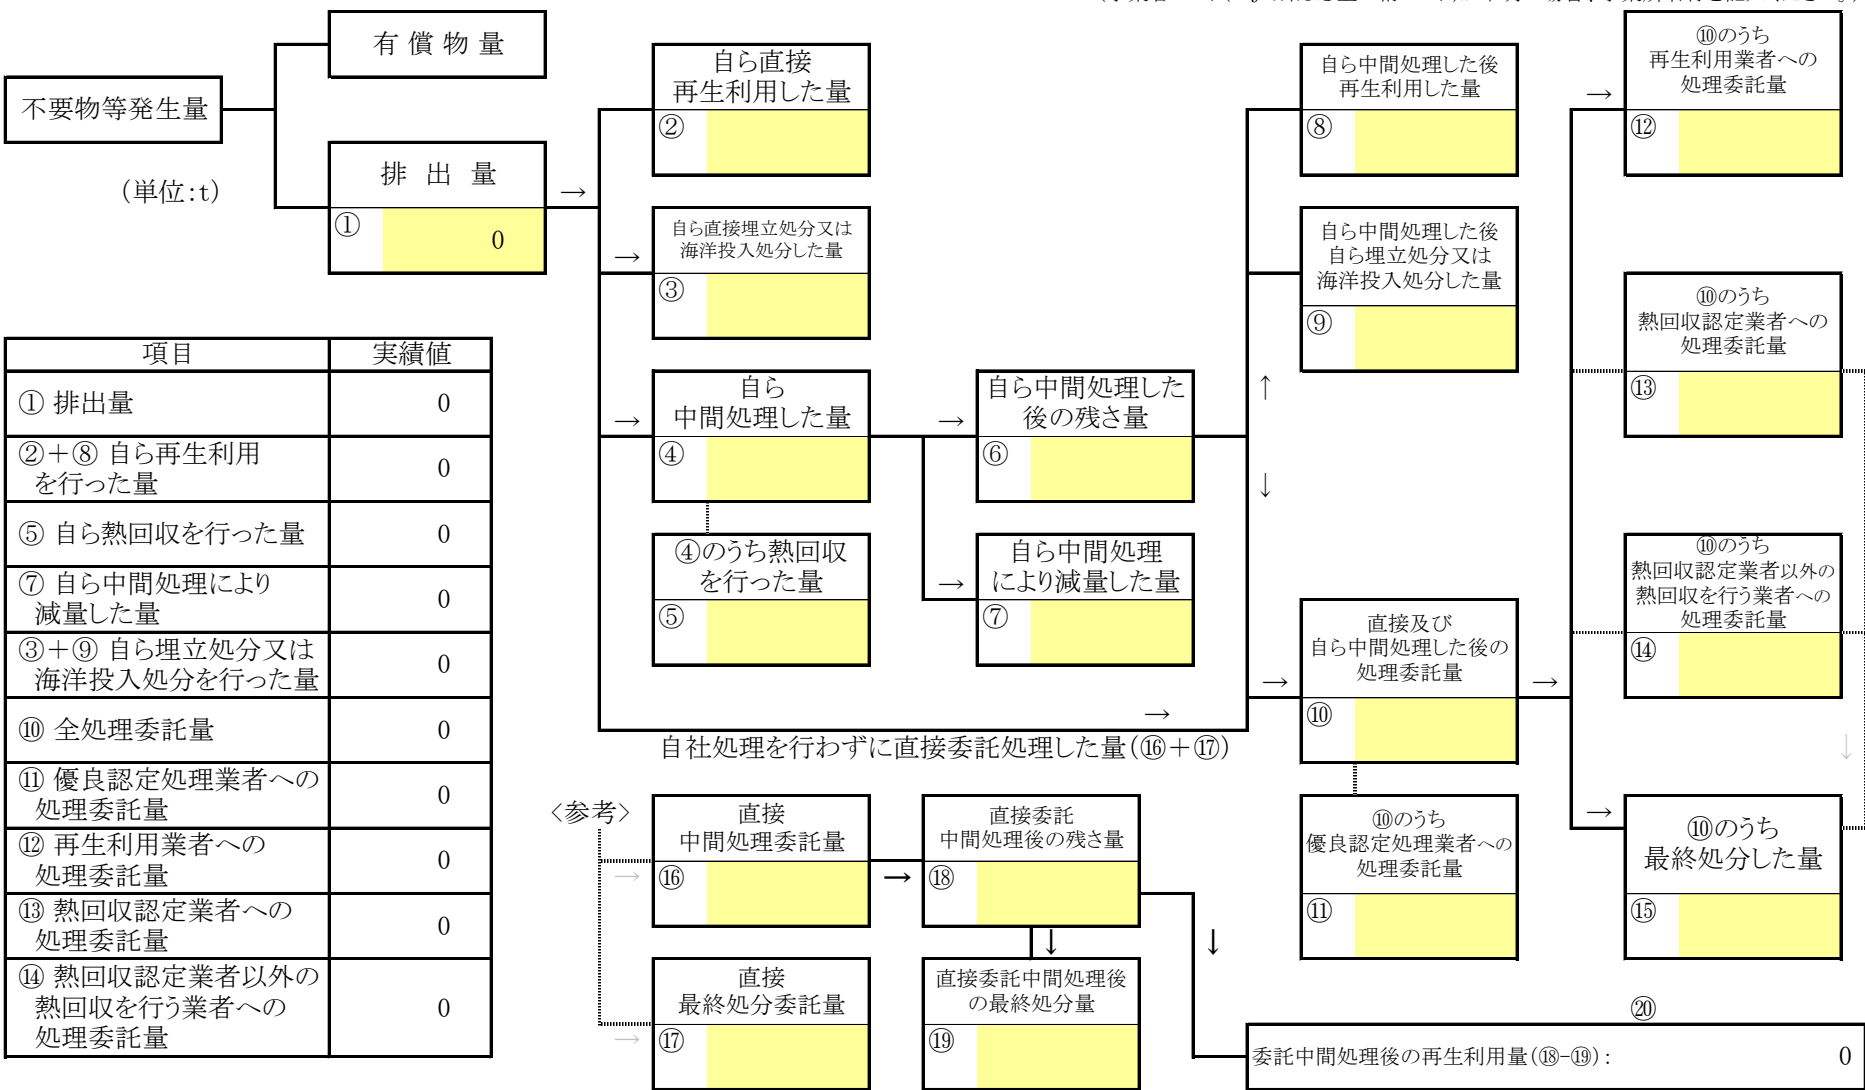 有 償 物 量
不要物等発生量
排 出 量
① 0
(単位:t)
→
自ら直接
再生利用した量
②
→
自ら直接埋立処分又は
海洋投入処分した量
③
→
自ら
中間処理した量
④
④のうち熱回収
を行った量
⑤
→
自ら中間処理した
後の残さ量
⑥
→
自ら中間処理
により減量した量
⑦
↑
↓
自ら中間処理した後
再生利用した量
⑧
自ら中間処理した後
自ら埋立処分又は
海洋投入処分した量
⑨
→
直接及び
自ら中間処理した後の
処理委託量
⑩
→
自社処理を行わずに直接委託処理した量(⑯+⑰)
⑩のうち
優良認定処理業者への
処理委託量
⑪
→
→
⑩のうち
再生利用業者への
処理委託量
⑫
⑩のうち
熱回収認定業者への
処理委託量
⑬
⑩のうち
熱回収認定業者以外の
熱回収を行う業者への
処理委託量
⑭
↓
→
⑩のうち
最終処分した量
⑮
項目 実績値
① 排出量 0
②+⑧ 自ら再生利用
を行った量 0
⑤ 自ら熱回収を行った量 0
⑦ 自ら中間処理により
減量した量 0
③+⑨ 自ら埋立処分又は
海洋投入処分を行った量 0
⑩ 全処理委託量 0
⑪ 優良認定処理業者への
処理委託量 0
⑫ 再生利用業者への
処理委託量 0
⑬ 熱回収認定業者への
処理委託量 0
⑭ 熱回収認定業者以外の
熱回収を行う業者への
処理委託量 0
<参考>
→
直接
中間処理委託量
⑯
→
直接委託
中間処理後の残さ量
⑱
→
直接
最終処分委託量
⑰
↓
直接委託中間処理後
の最終処分量
⑲
↓
⑳
委託中間処理後の再生利用量(⑱-⑲): 0